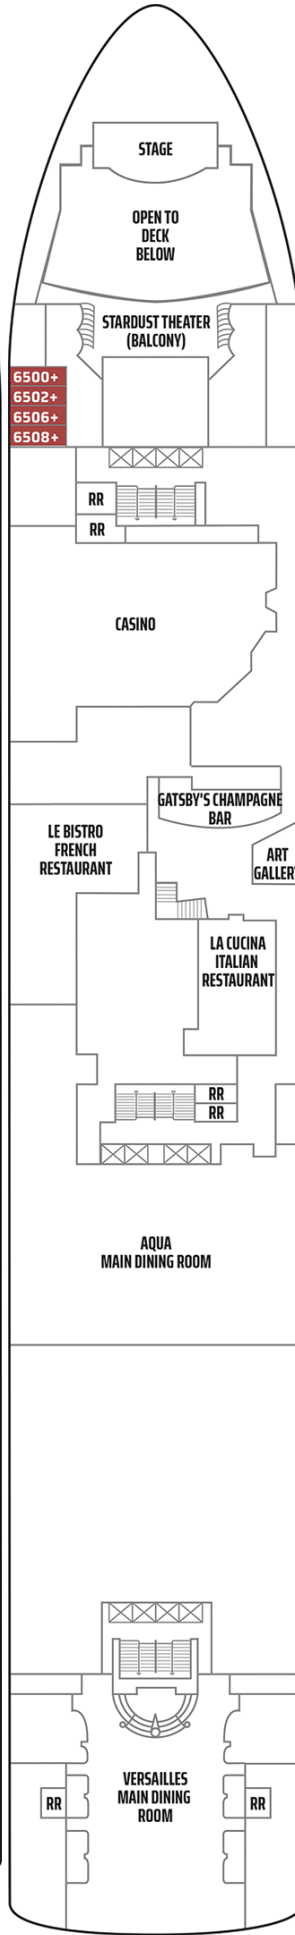 STAGE
OPEN TO
DECK
BELOW
STARDUST THEATER
(BALCONY)
6500+
6502+
6506+
6508+
RR
RR
CASINO
GATSBY'S CHAMPAGNE
BAR
LE BISTRO
FRENCH
RESTAURANT
ART
GALLERY
LA CUCINA
ITALIAN
RESTAURANT
RR
RR
AQUA
MAIN DINING ROOM
VERSAILLES
MAIN DINING
ROOM
RR
RR